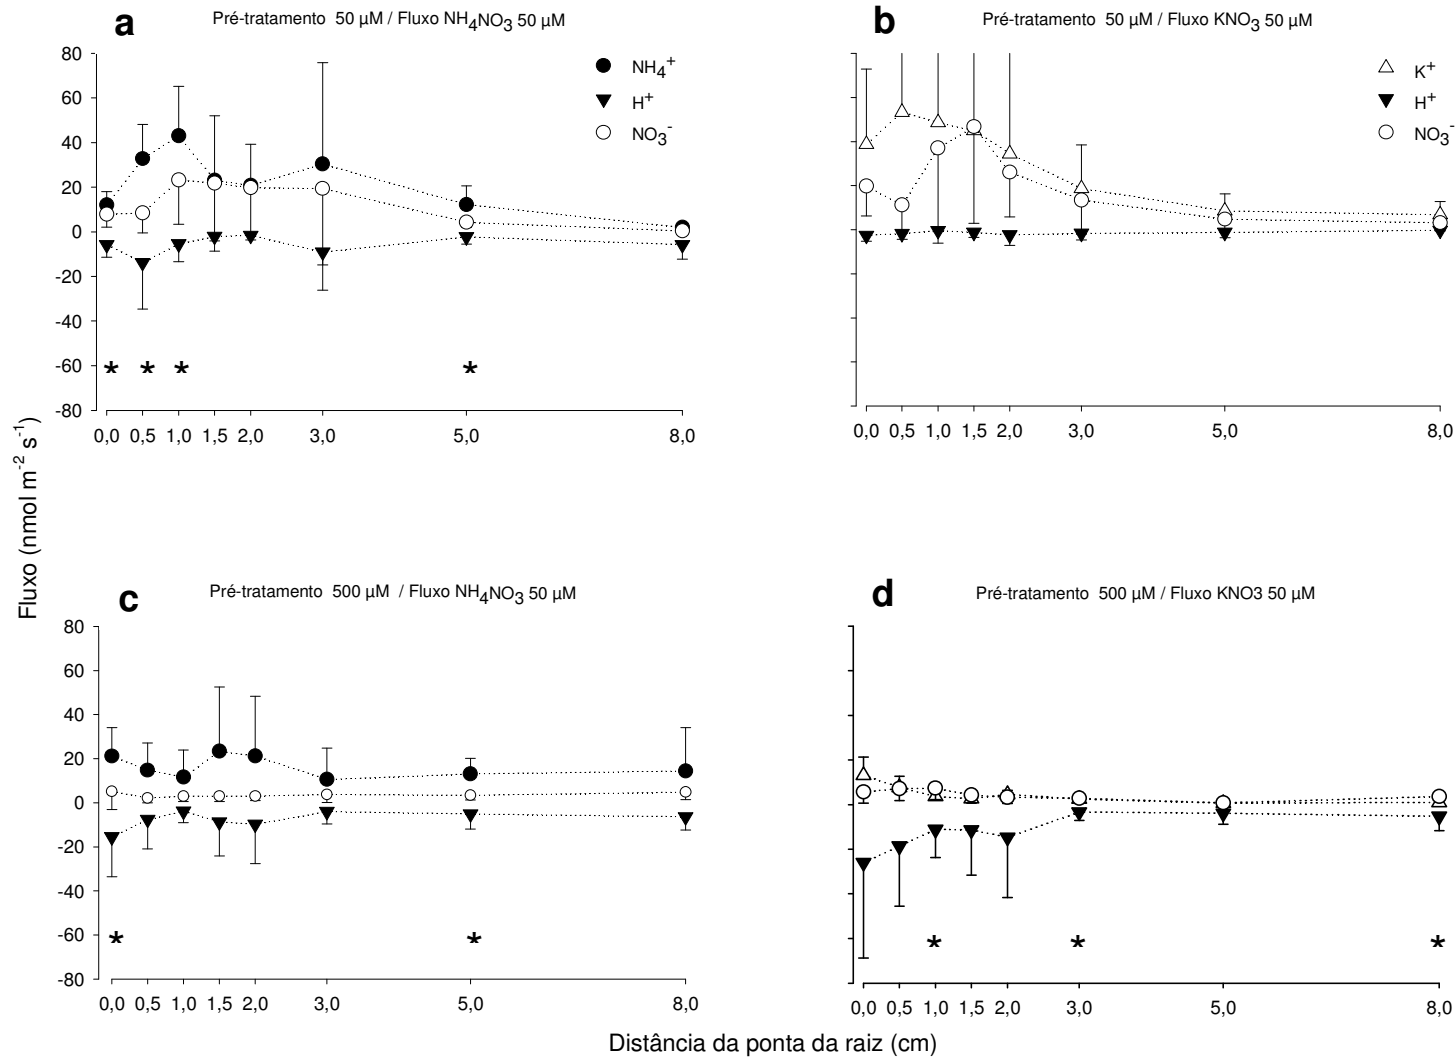 a
Pré-tratamento 50 µM / Fluxo NH4NO3 50 µM
80
60
40
20
0
-20
-40
-60
-80
NH4+
H+
NO3-
* * * *
0,0 0,5 1,0 1,5 2,0 3,0 5,0 8,0
b
Pré-tratamento 50 µM / Fluxo KNO3 50 µM
K+
H+
NO3-
0,0 0,5 1,0 1,5 2,0 3,0 5,0 8,0
Fluxo (nmol m-2 s-1)
c
Pré-tratamento 500 µM / Fluxo NH4NO3 50 µM
80
60
40
20
0
-20
-40
-60
-80
* *
0,0 0,5 1,0 1,5 2,0 3,0 5,0 8,0
d
Pré-tratamento 500 µM / Fluxo KNO3 50 µM
* * *
0,0 0,5 1,0 1,5 2,0 3,0 5,0 8,0
Distância da ponta da raiz (cm)